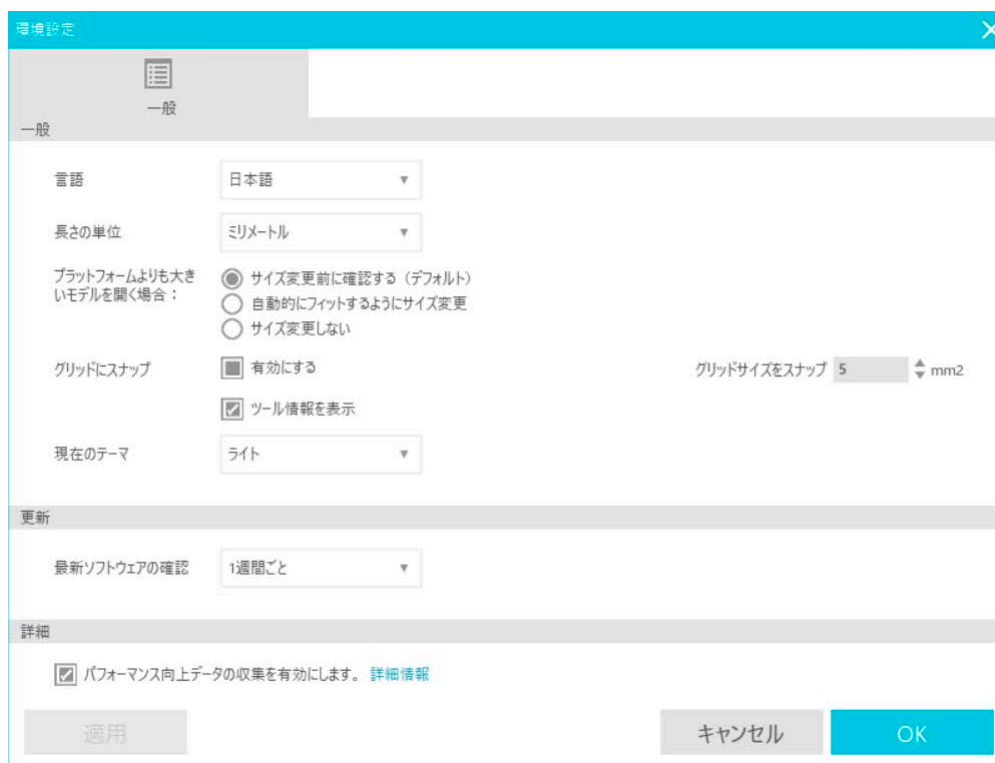 環境設定
一般
一般
言語
日本語
長さの単位
ミリメートル
プラットフォームよりも大き
いモデルを開く場合：
サイズ変更前に確認する（デフォルト）
自動的にフィットするようにサイズ変更
サイズ変更しない
グリッドにスナップ
有効にする
グリッドサイズをスナップ 5 mm2
ツール情報を表示
現在のテーマ
ライト
更新
最新ソフトウェアの確認
1週間ごと
詳細
パフォーマンス向上データの収集を有効にします。 詳細情報
適用
キャンセル
OK